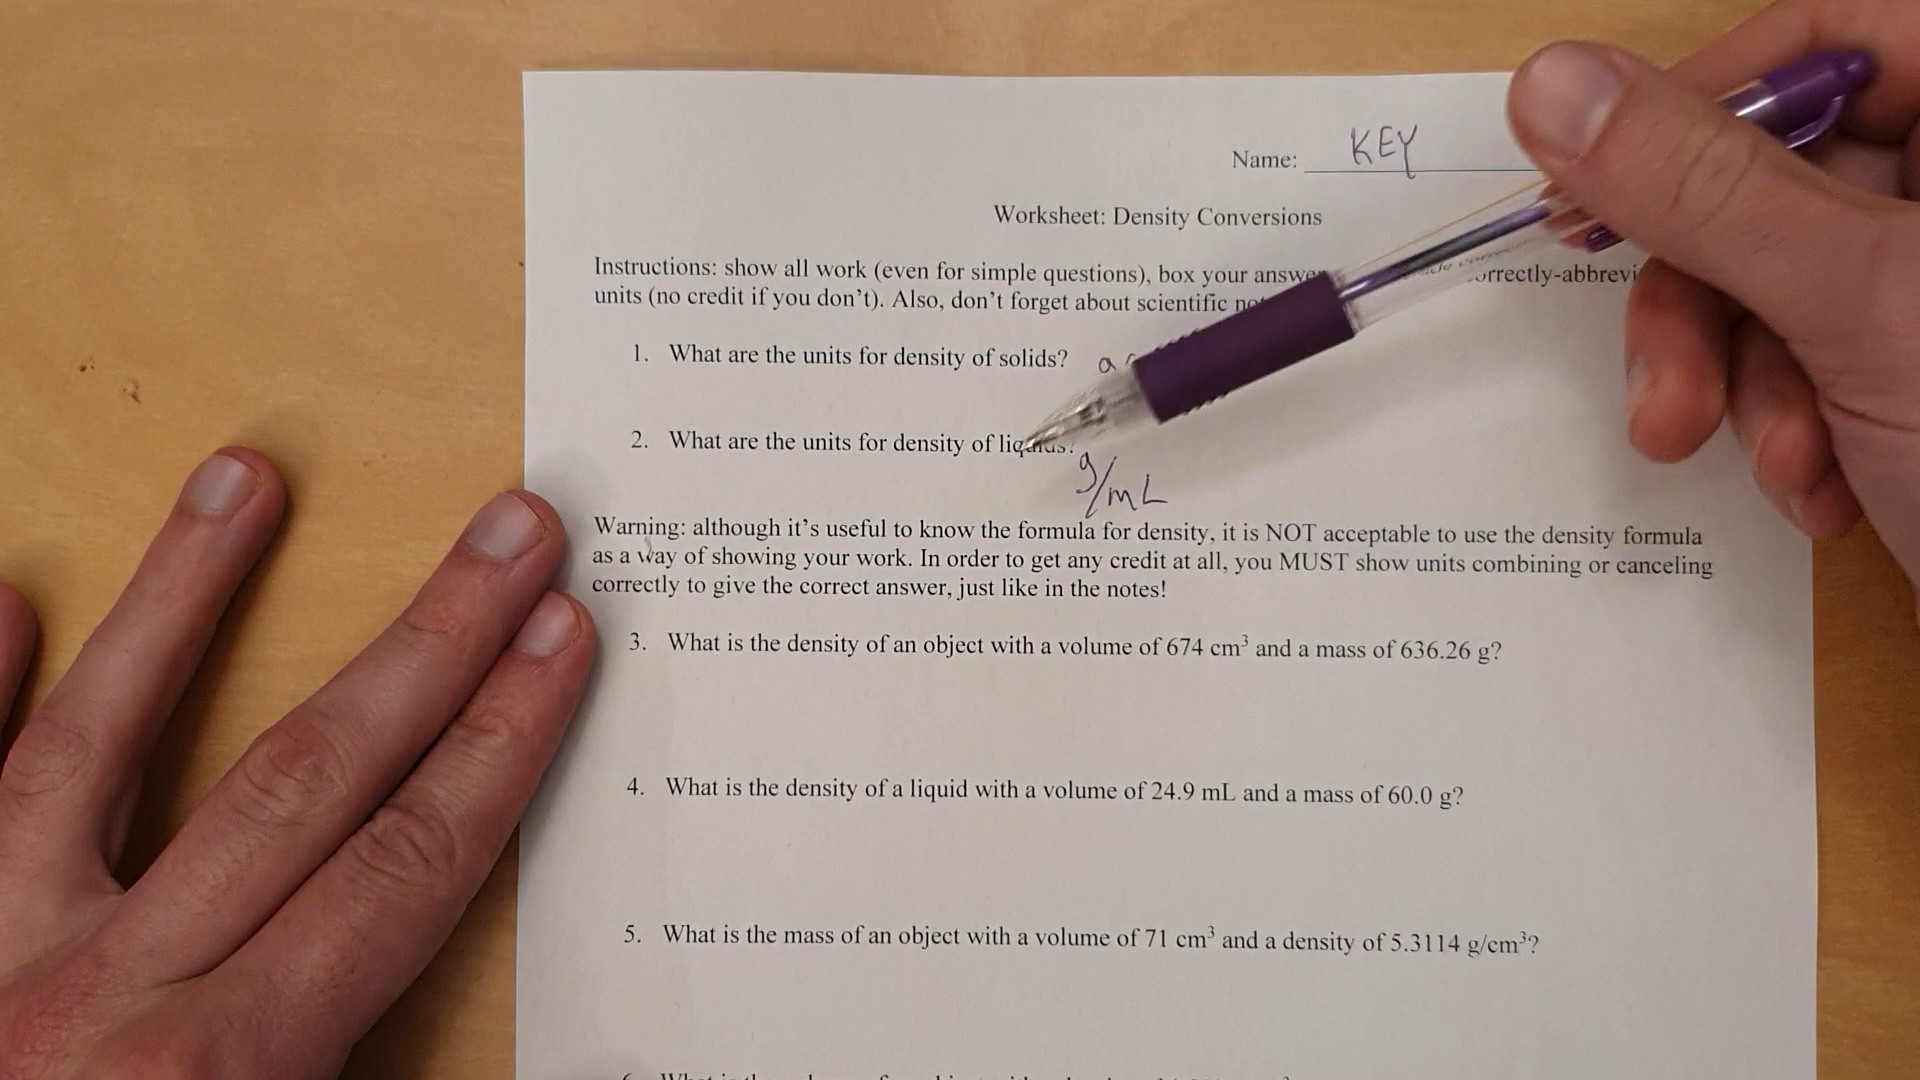 Name: KEY
Worksheet: Density Conversions
Instructions: show all work (even for simple questions), box your answer
units (no credit if you don't). Also, don't forget about scientific
1. What are the units for density of solids?
2. What are the units for density of
g/mL
Warning: although it's useful to know the formula for density, it is NOT acceptable to use the density formula
as a way of showing your work. In order to get any credit at all, you MUST show units combining or canceling
correctly to give the correct answer, just like in the notes!
3. What is the density of an object with a volume of 674 cm³ and a mass of 636.26 g?
4. What is the density of a liquid with a volume of 24.9 mL and a mass of 60.0 g?
5. What is the mass of an object with a volume of 71 cm³ and a density of 5.3114 g/cm³?